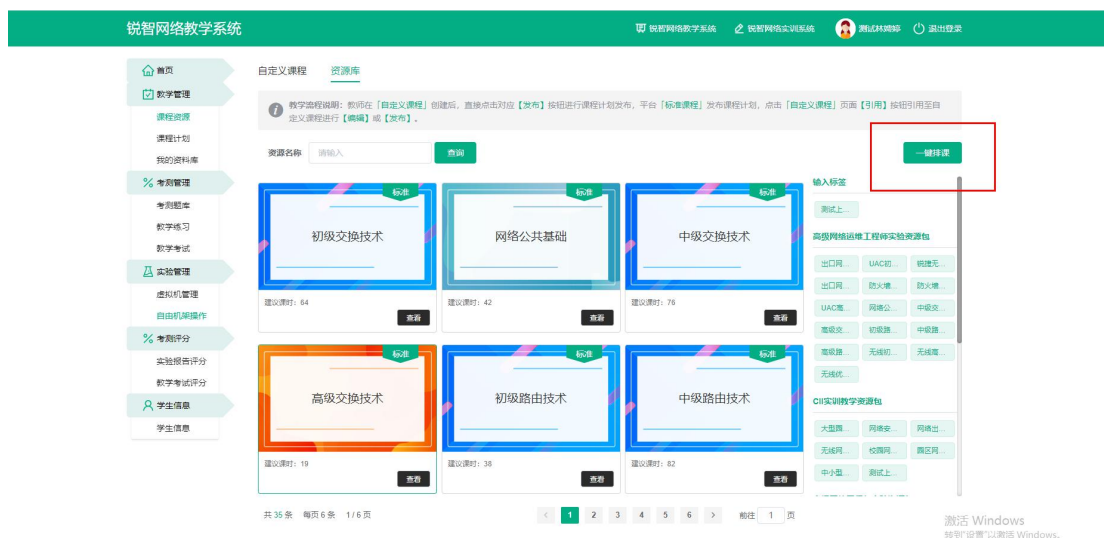 锐智网络教学系统
锐智网络教学系统 锐智网络实训系统 测试林婷婷 退出登录
首页
教学管理
课程资源
课程计划
我的资料库
考测管理
考测题库
教学练习
教学考试
实验管理
虚拟机管理
自由机架操作
考测评分
实验报告评分
教学考试评分
学生信息
学生信息
自定义课程 资源库
教学流程说明：教师在「自定义课程」创建后，直接点击对应【发布】按钮进行课程计划发布，平台「标准课程」发布课程计划，点击「自定义课程」页面【引用】按钮引用至自
定义课程进行【编辑】或【发布】。
资源名称 请输入 查询 一键排课
标准 标准 标准
初级交换技术 网络公共基础 中级交换技术
建议课时：64 建议课时：42 建议课时：76
查看 查看 查看
标准 标准 标准
高级交换技术 初级路由技术 中级路由技术
建议课时：19 建议课时：38 建议课时：82
查看 查看 查看
共 35 条 每页 6 条 1 / 6 页
< 1 2 3 4 5 6 > 前往 1 页
输入标签
测试上...
高级网络运维工程师实验资源包
出口网... UAC初... 锐捷无...
出口网... 防火墙... 防火墙...
UAC高... 网络公... 中级交...
高级交... 初级路... 中级路...
高级路... 无线初... 无线高...
无线优...
CII实训教学资源包
大型园... 网络安... 网络出...
无线网... 校园网... 园区网...
中小型... 测试上...
激活 Windows
转到"设置"以激活 Windows。